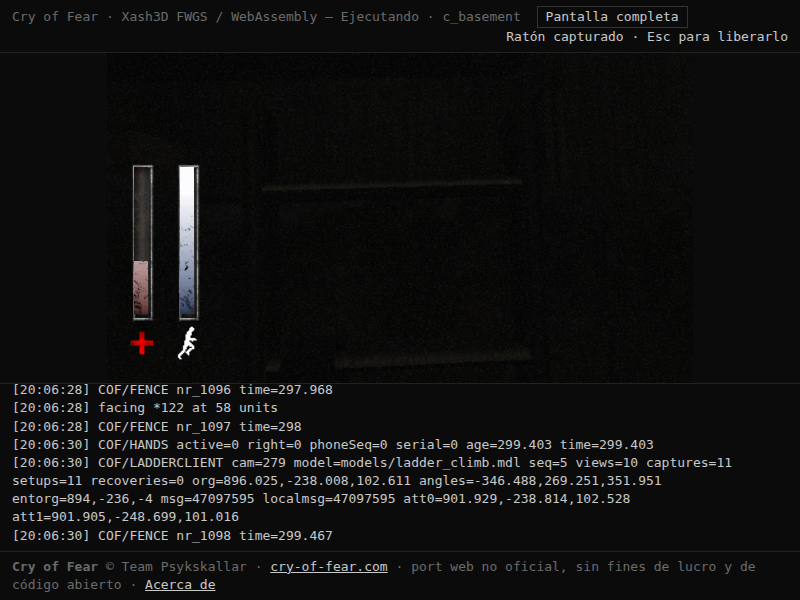 Cry of Fear · Xash3D FWGS / WebAssembly — Ejecutando · c_basement
Pantalla completa
Ratón capturado · Esc para liberarlo
[20:06:28] COF/FENCE nr_1096 time=297.968
[20:06:28] facing *122 at 58 units
[20:06:28] COF/FENCE nr_1097 time=298
[20:06:30] COF/HANDS active=0 right=0 phoneSeq=0 serial=0 age=299.403 time=299.403
[20:06:30] COF/LADDERCLIENT cam=279 model=models/ladder_climb.mdl seq=5 views=10 captures=11
setups=11 recoveries=0 org=896.025,-238.008,102.611 angles=-346.488,269.251,351.951
entorg=894,-236,-4 msg=47097595 localmsg=47097595 att0=901.929,-238.814,102.528
att1=901.905,-248.699,101.016
[20:06:30] COF/FENCE nr_1098 time=299.467
Cry of Fear © Team Psykskallar · cry-of-fear.com · port web no oficial, sin fines de lucro y de
código abierto · Acerca de